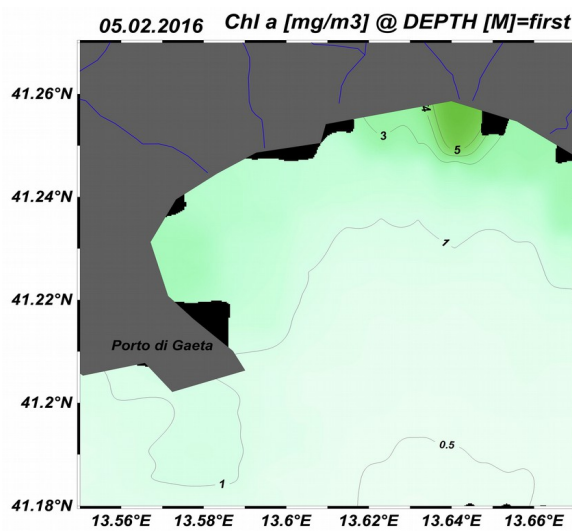 05.02.2016 Chl a [mg/m3] @ DEPTH [M]=first
41.26°N
4
3
5
41.24°N
1
41.22°N
Porto di Gaeta
41.2°N
0.5
1
41.18°N
13.56°E 13.58°E 13.6°E 13.62°E 13.64°E 13.66°E